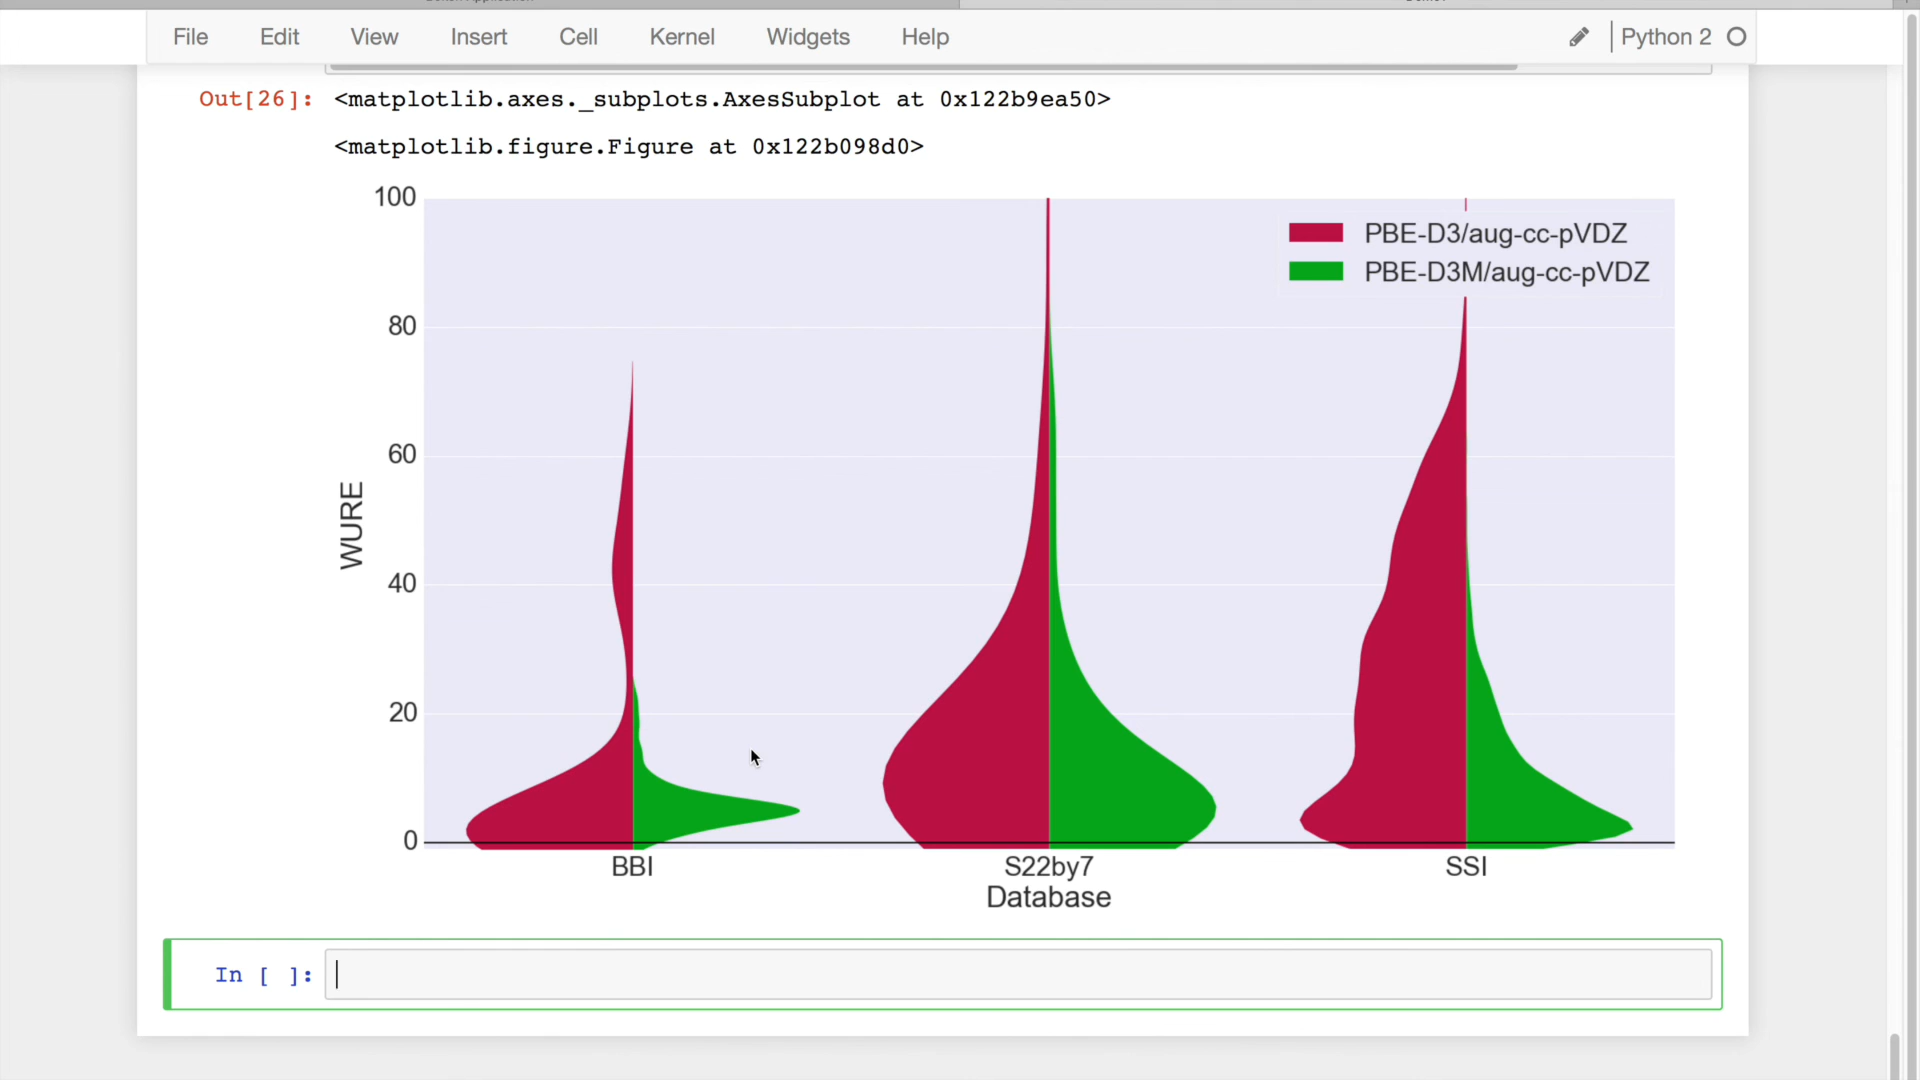 File Edit View Insert Cell Kernel Widgets Help Python 2
Out[26]: <matplotlib.axes._subplots.AxesSubplot at 0x122b9ea50>
<matplotlib.figure.Figure at 0x122b098d0>
100
80
60
40
20
0
WURE
PBE-D3/aug-cc-pVDZ
PBE-D3M/aug-cc-pVDZ
BBI S22by7 SSI
Database
In [ ]: